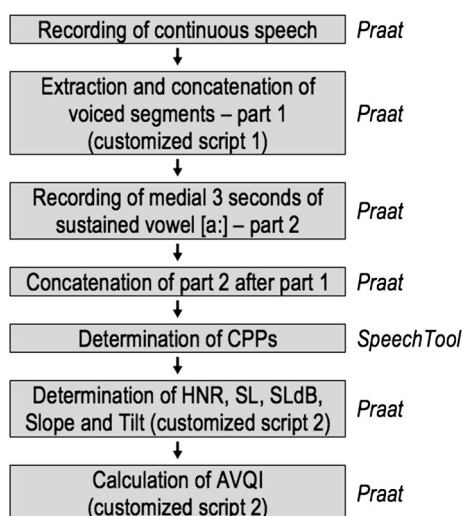 Recording of continuous speech Praat
Extraction and concatenation of
voiced segments – part 1 Praat
(customized script 1)
Recording of medial 3 seconds of
sustained vowel [a:] – part 2 Praat
Concatenation of part 2 after part 1 Praat
Determination of CPPs SpeechTool
Determination of HNR, SL, SLdB,
Slope and Tilt (customized script 2) Praat
Calculation of AVQI
(customized script 2) Praat